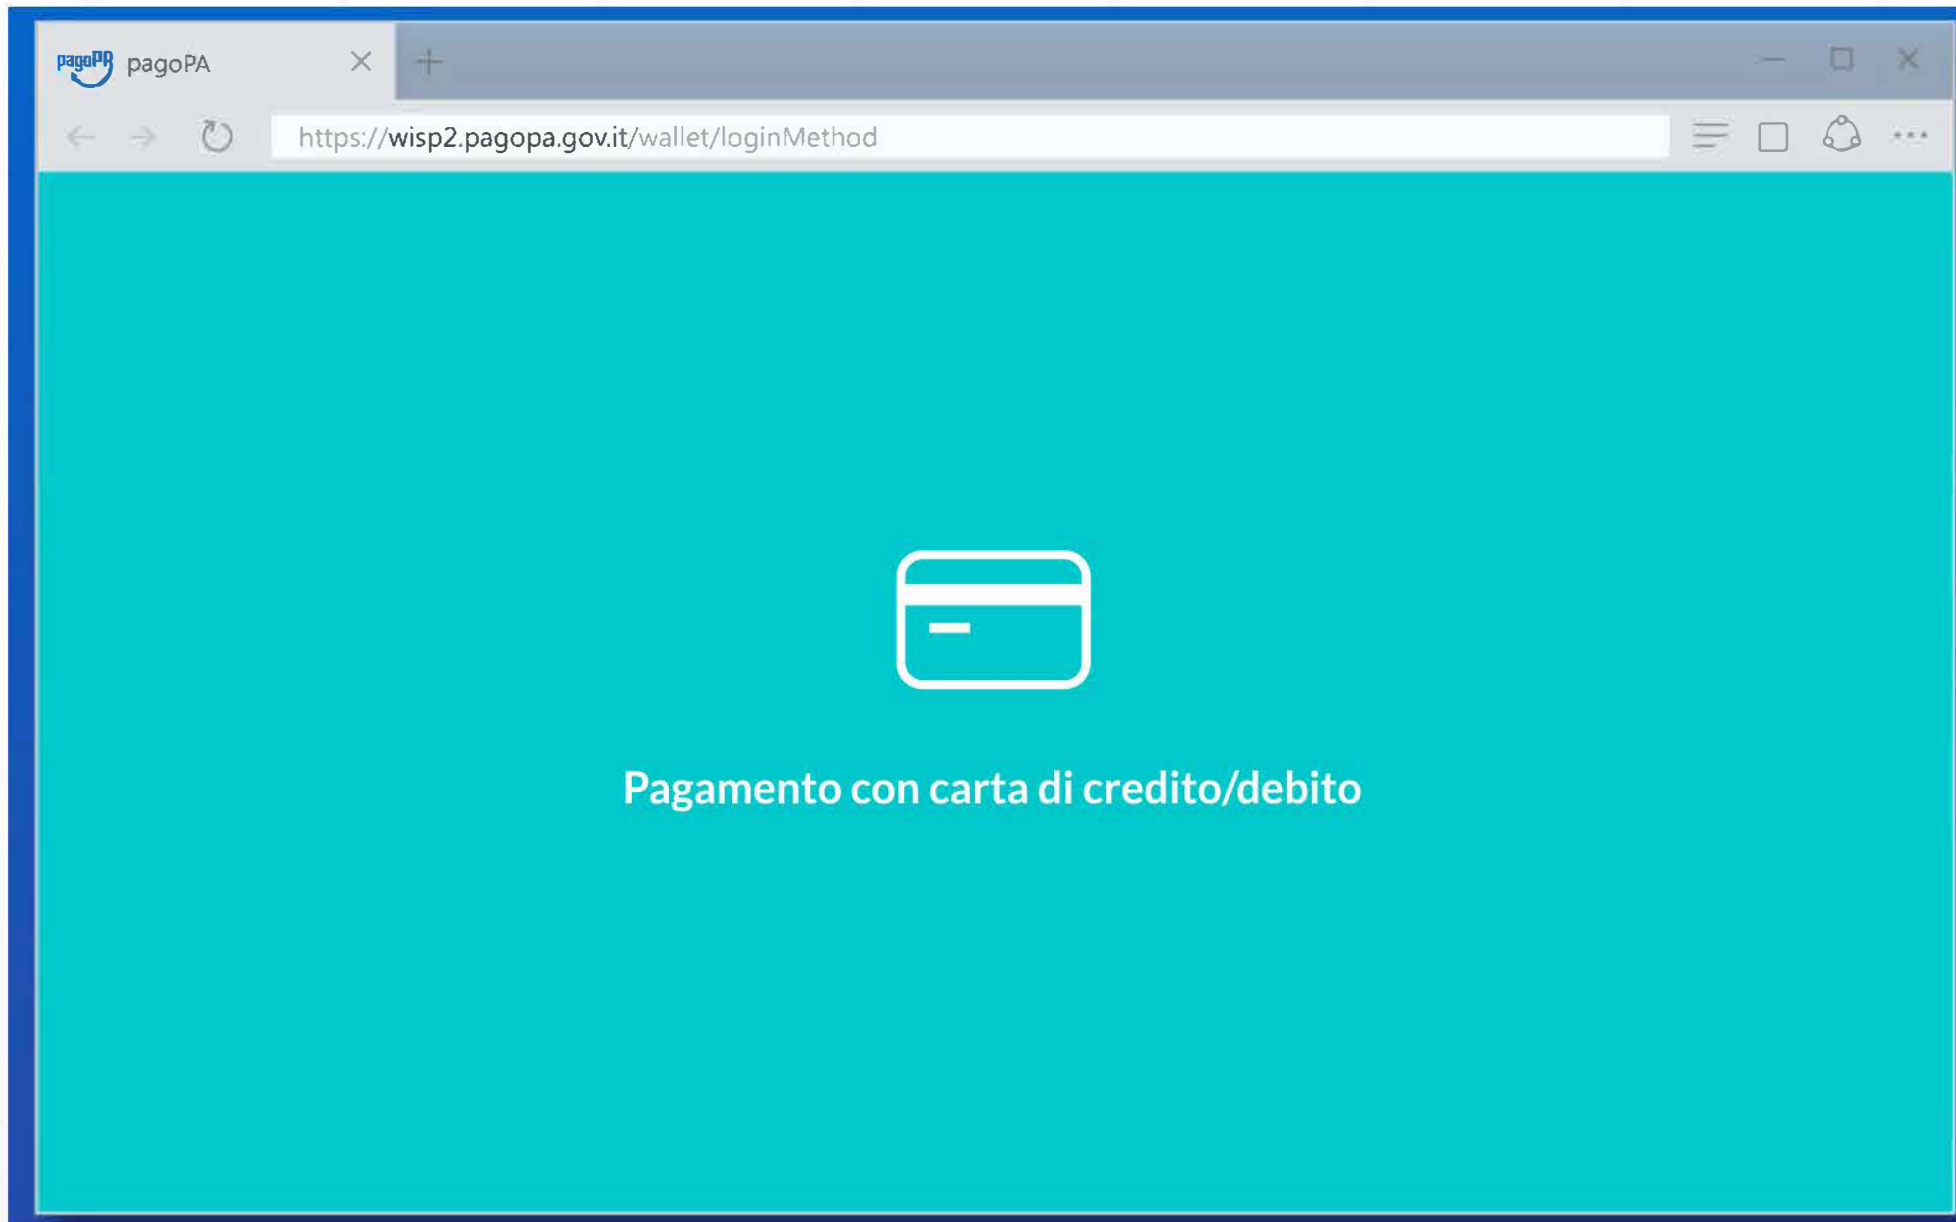 pagoPA pagoPA
https://wisp2.pagopa.gov.it/wallet/loginMethod
Pagamento con carta di credito/debito